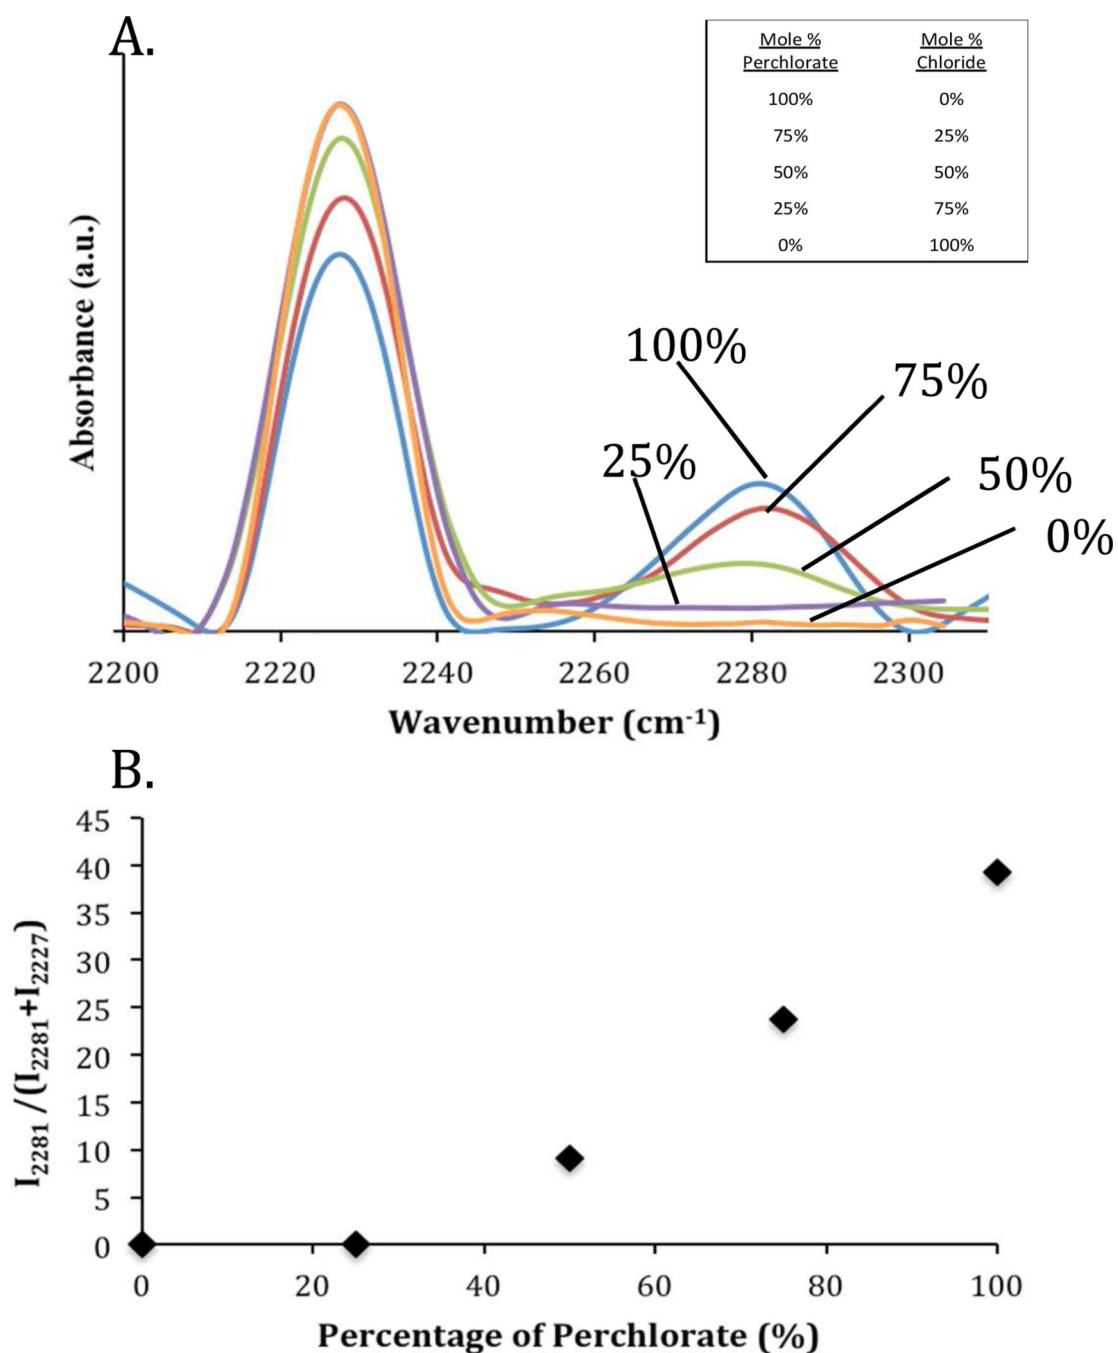 A.
Mole % Mole %
Perchlorate Chloride
100% 0%
75% 25%
50% 50%
25% 75%
0% 100%
Absorbance (a.u.)
100%
75%
25%
50%
0%
2200 2220 2240 2260 2280 2300
Wavenumber (cm⁻¹)
B.
I₂₂₈₁ /(I₂₂₈₁+I₂₂₂₇)
45
40
35
30
25
20
15
10
5
0
0 20 40 60 80 100
Percentage of Perchlorate (%)